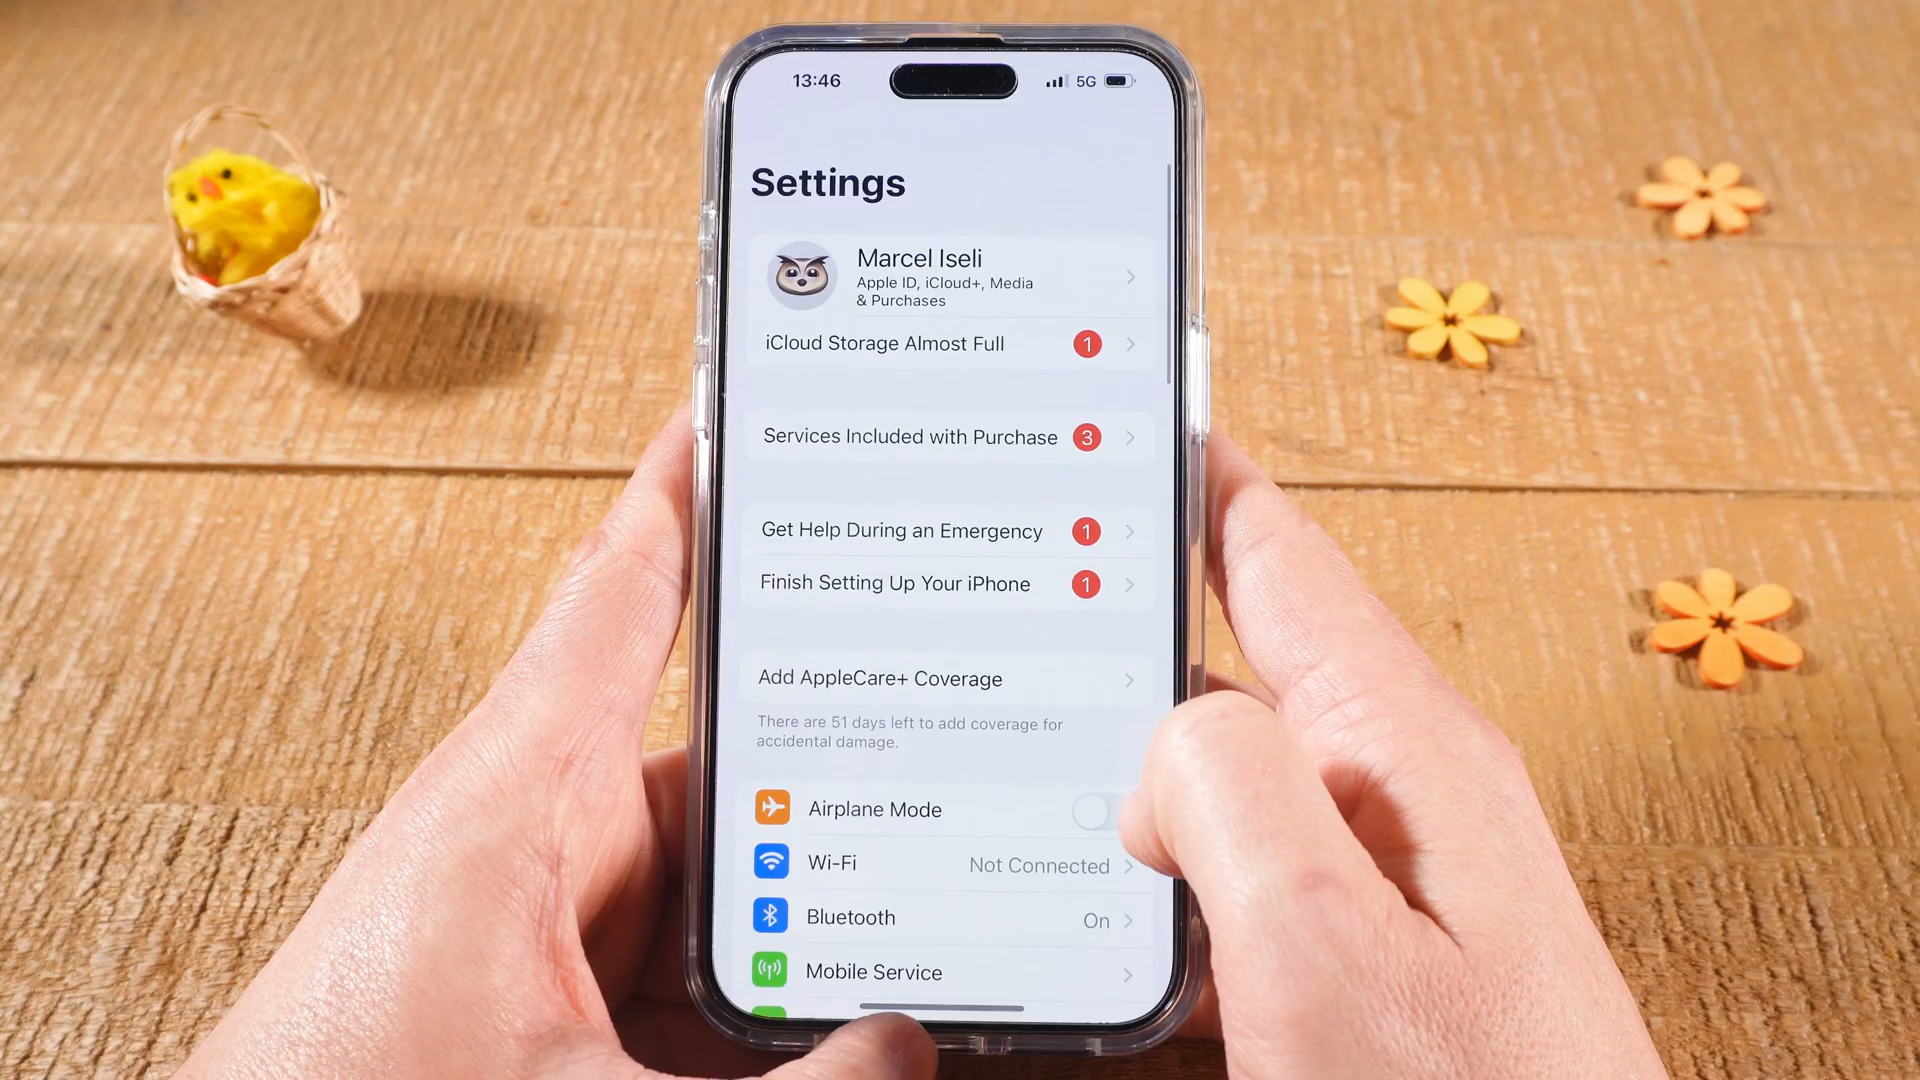 13:46
5G
Settings
Marcel Iseli
Apple ID, iCloud+, Media
& Purchases
iCloud Storage Almost Full 1
Services Included with Purchase 3
Get Help During an Emergency 1
Finish Setting Up Your iPhone 1
Add AppleCare+ Coverage
There are 51 days left to add coverage for
accidental damage.
Airplane Mode
Wi-Fi Not Connected
Bluetooth On
Mobile Service